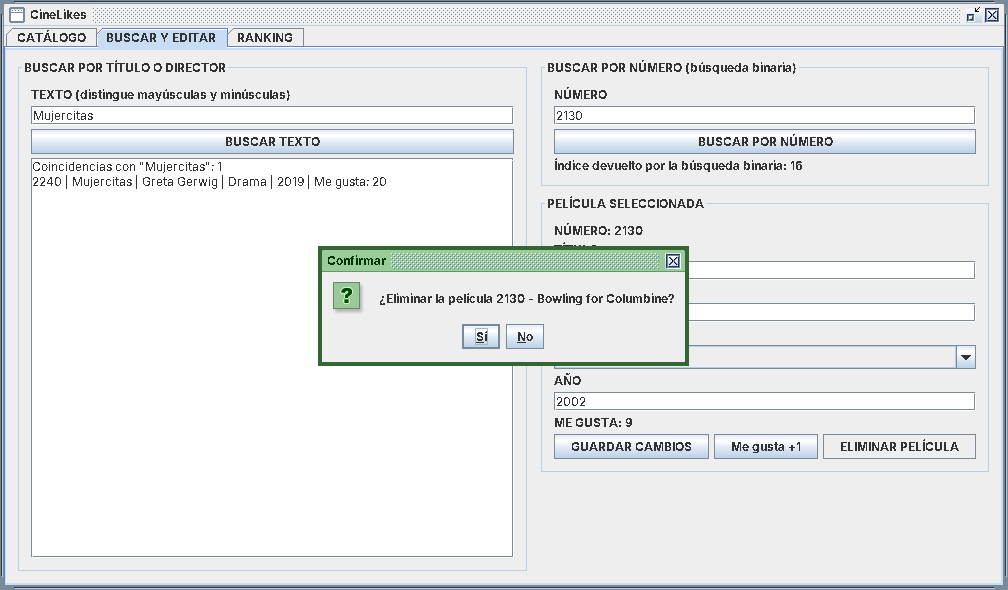 CineLikes
CATÁLOGO BUSCAR Y EDITAR RANKING
BUSCAR POR TÍTULO O DIRECTOR
TEXTO (distingue mayúsculas y minúsculas)
Mujercitas
BUSCAR TEXTO
Coincidencias con "Mujercitas": 1
2240 | Mujercitas | Greta Gerwig | Drama | 2019 | Me gusta: 20
BUSCAR POR NÚMERO (búsqueda binaria)
NÚMERO
2130
BUSCAR POR NÚMERO
Índice devuelto por la búsqueda binaria: 16
PELÍCULA SELECCIONADA
NÚMERO: 2130
Confirmar
?
¿Eliminar la película 2130 - Bowling for Columbine?
Sí No
AÑO
2002
ME GUSTA: 9
GUARDAR CAMBIOS Me gusta +1 ELIMINAR PELÍCULA